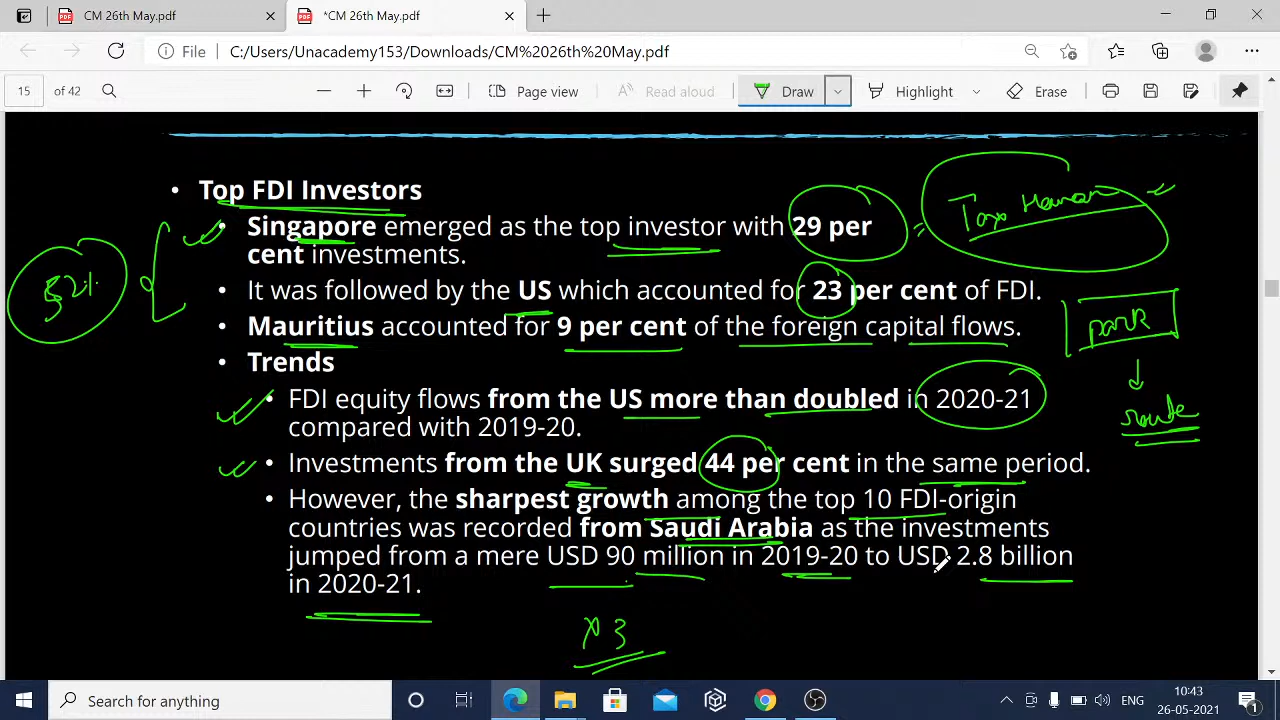 CM 26th May.pdf
*CM 26th May.pdf
File C:/Users/Unacademy153/Downloads/CM%2026th%20May.pdf
15 of 42 Page view Read aloud Draw Highlight Erase
• Top FDI Investors
• Singapore emerged as the top investor with 29 per
cent investments.
• It was followed by the US which accounted for 23 per cent of FDI.
• Mauritius accounted for 9 per cent of the foreign capital flows.
• Trends
• FDI equity flows from the US more than doubled in 2020-21
compared with 2019-20.
• Investments from the UK surged 44 per cent in the same period.
• However, the sharpest growth among the top 10 FDI-origin
countries was recorded from Saudi Arabia as the investments
jumped from a mere USD 90 million in 2019-20 to USD 2.8 billion
in 2020-21.
52%
Tax Haven
park
route
x3
Search for anything
ENG
10:43
26-05-2021
1